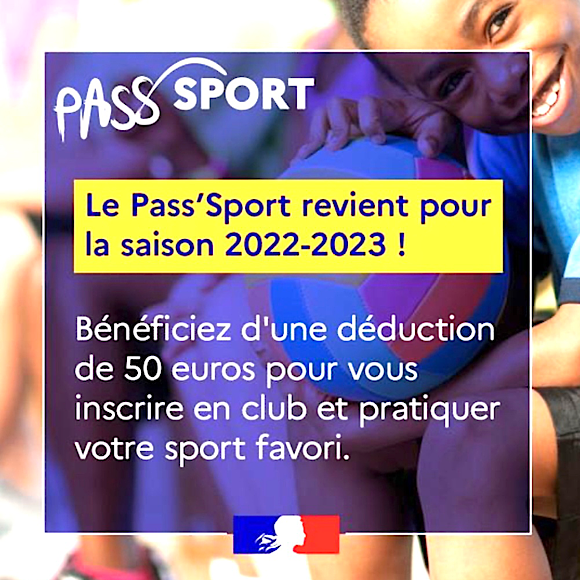 PASS SPORT
Le Pass'Sport revient pour
la saison 2022-2023 !
Bénéficiez d'une déduction
de 50 euros pour vous
inscrire en club et pratiquer
votre sport favori.